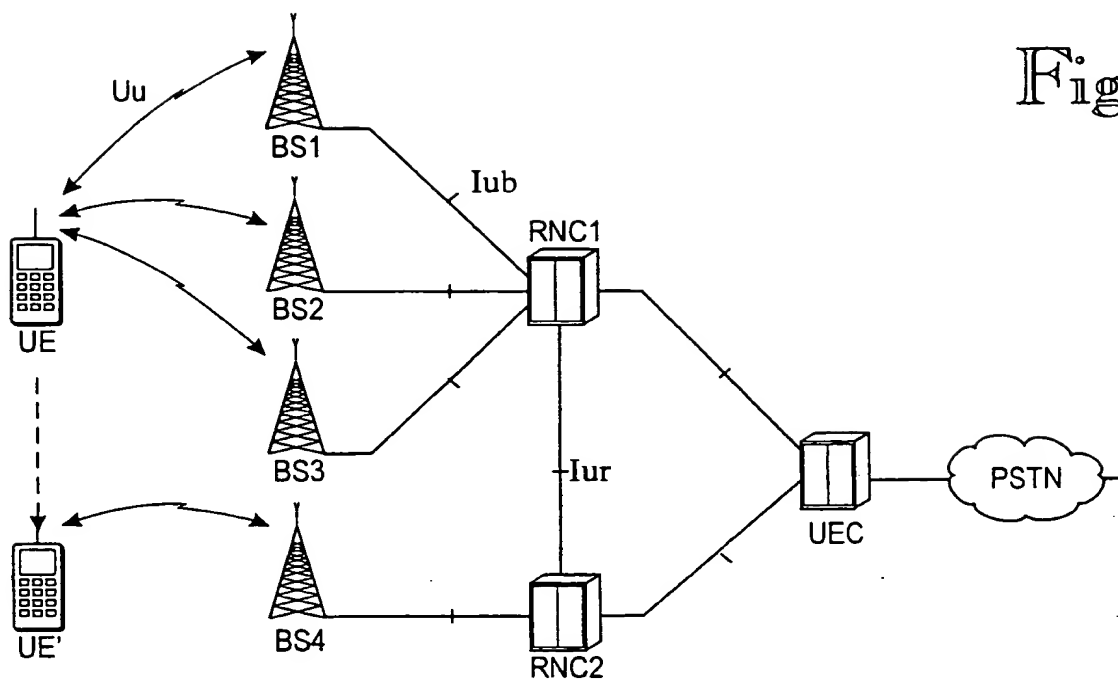 Fig
Uu
BS1
Iub
RNC1
BS2
UE
BS3
Iur
PSTN
UEC
UE'
BS4
RNC2